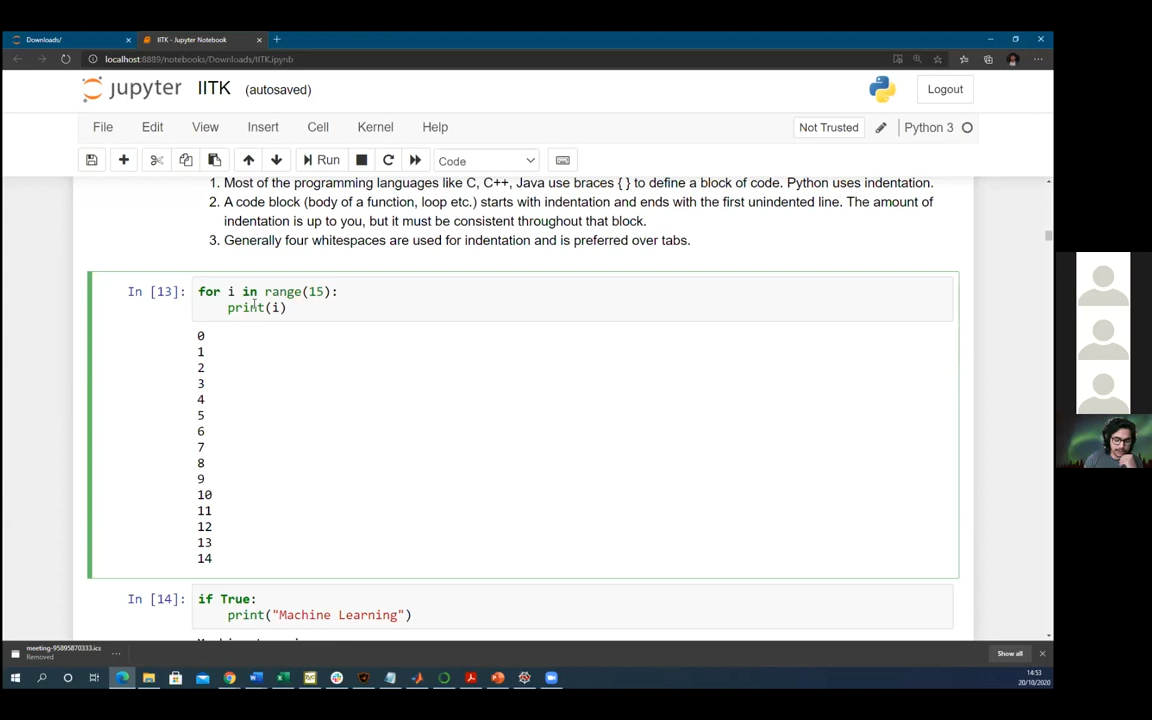 Downloads/
IITK - Jupyter Notebook
localhost:8889/notebooks/Downloads/IITK.ipynb
jupyter IITK (autosaved)
Logout
File Edit View Insert Cell Kernel Help
Not Trusted
Python 3
Run
Code
1. Most of the programming languages like C, C++, Java use braces { } to define a block of code. Python uses indentation.
2. A code block (body of a function, loop etc.) starts with indentation and ends with the first unindented line. The amount of
indentation is up to you, but it must be consistent throughout that block.
3. Generally four whitespaces are used for indentation and is preferred over tabs.
In [13]: for i in range(15):
print(i)
0
1
2
3
4
5
6
7
8
9
10
11
12
13
14
In [14]: if True:
print("Machine Learning")
meeting-95895870333.ics
Removed
Show all
14:53
20/10/2020